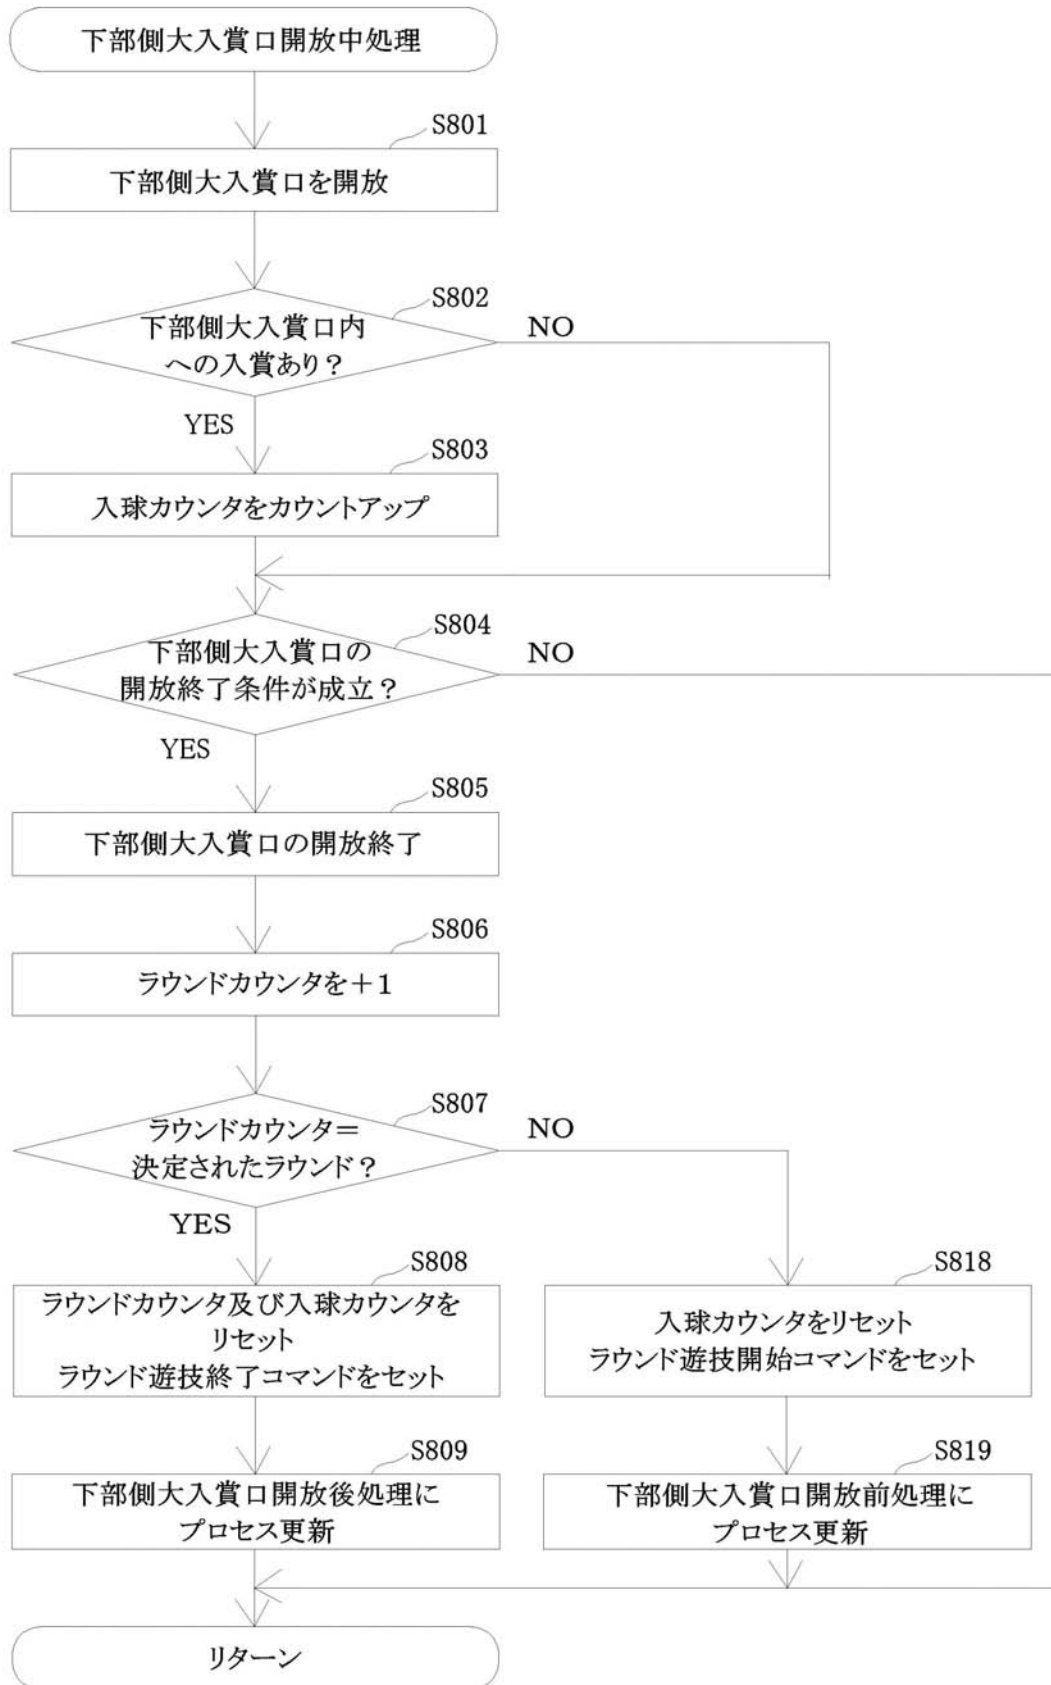 下部側大入賞口開放中処理
S801
下部側大入賞口を開放
S802
下部側大入賞口内
への入賞あり？
NO
YES
S803
入球カウンタをカウントアップ
S804
下部側大入賞口の
開放終了条件が成立？
NO
YES
S805
下部側大入賞口の開放終了
S806
ラウンドカウンタを＋１
S807
ラウンドカウンタ＝
決定されたラウンド？
NO
YES
S808
ラウンドカウンタ及び入球カウンタを
リセット
ラウンド遊技終了コマンドをセット
S818
入球カウンタをリセット
ラウンド遊技開始コマンドをセット
S809
下部側大入賞口開放後処理に
プロセス更新
S819
下部側大入賞口開放前処理に
プロセス更新
リターン